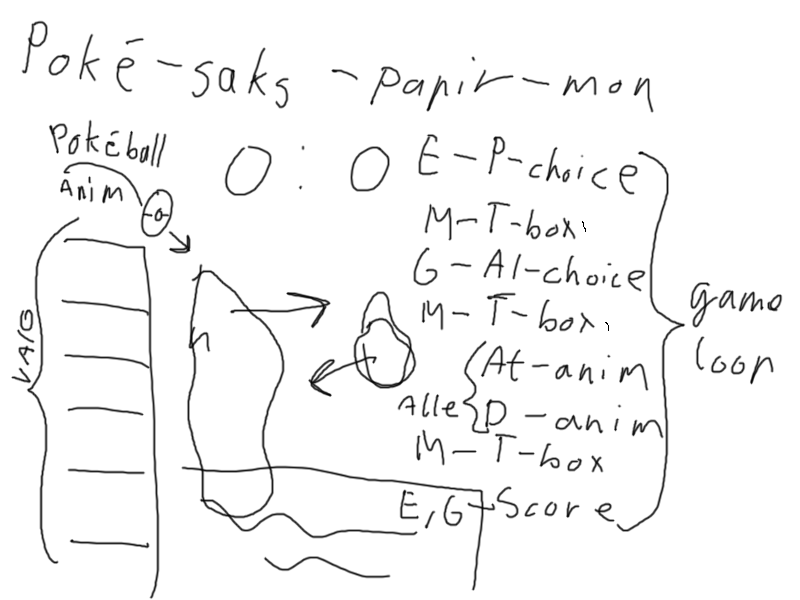 Poké-saks-papir-mon
Pokéball
Anim
0 : 0
VALG
E-P-choice
M-T-box
G-AI-choice
M-T-box
Alle
At-anim
D-anim
M-T-box
E,G-Score
game
loop